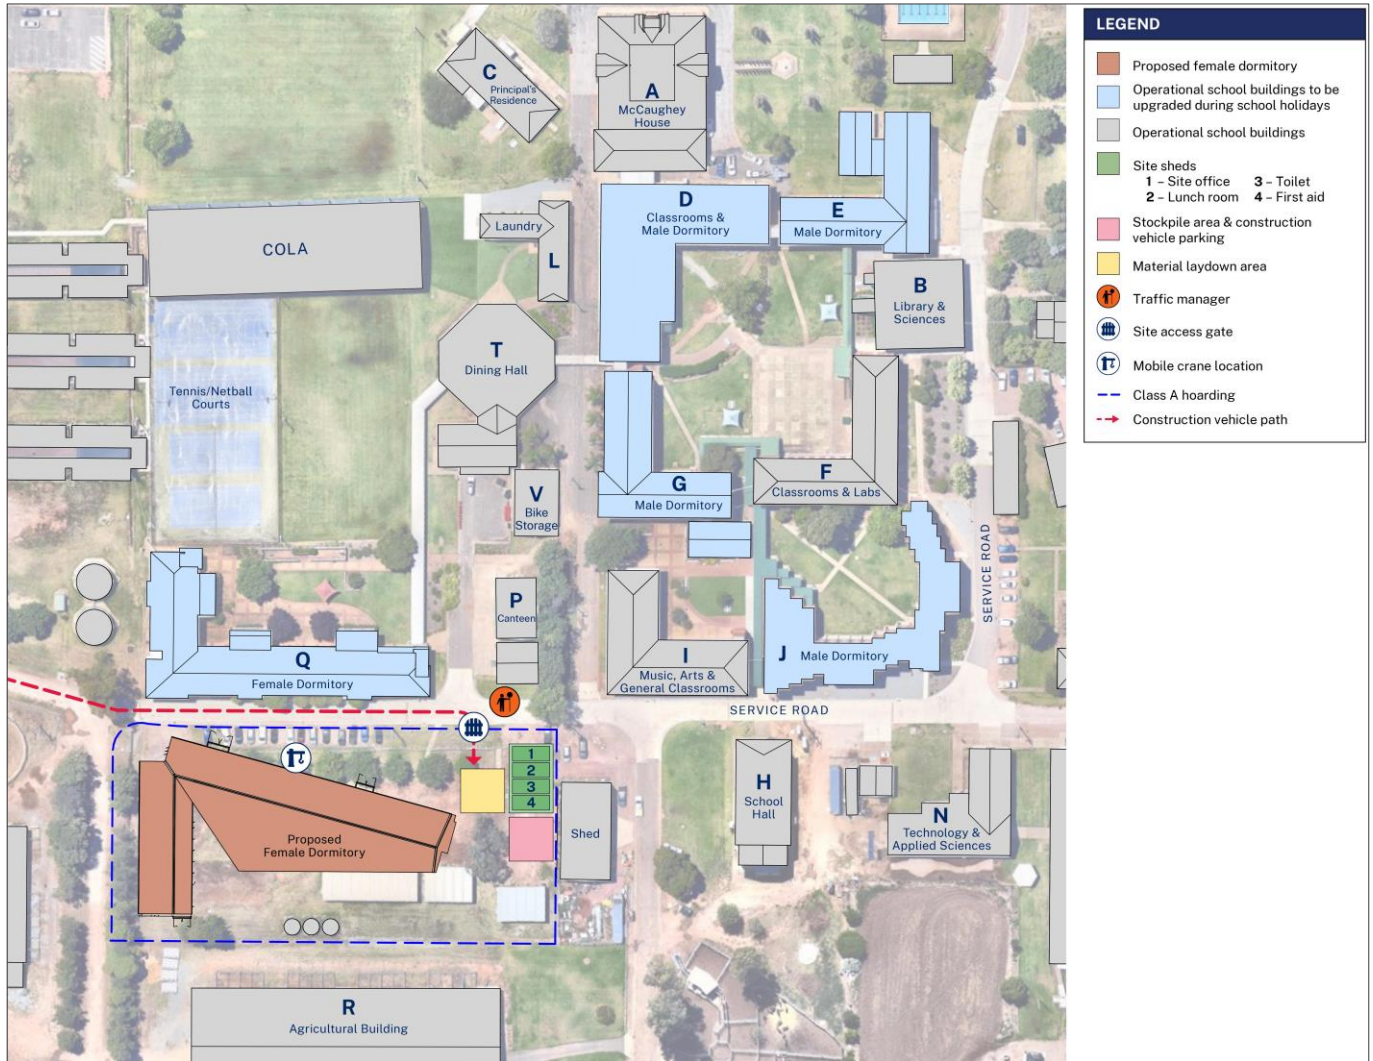 C
Principal's
Residence
A
McCaughey
House
D
Classrooms &
Male Dormitory
E
Male Dormitory
Laundry
L
COLA
B
Library &
Sciences
T
Dining Hall
Tennis/Netball
Courts
F
Classrooms & Labs
G
Male Dormitory
V
Bike
Storage
SERVICE ROAD
P
Canteen
Q
Female Dormitory
I
Music, Arts &
General Classrooms
J Male Dormitory
SERVICE ROAD
1
2
3
4
H
School
Hall
N
Technology &
Applied Sciences
Shed
Proposed
Female Dormitory
R
Agricultural Building
LEGEND
Proposed female dormitory
Operational school buildings to be
upgraded during school holidays
Operational school buildings
Site sheds
1 – Site office 3 – Toilet
2 – Lunch room 4 – First aid
Stockpile area & construction
vehicle parking
Material laydown area
Traffic manager
Site access gate
Mobile crane location
Class A hoarding
Construction vehicle path